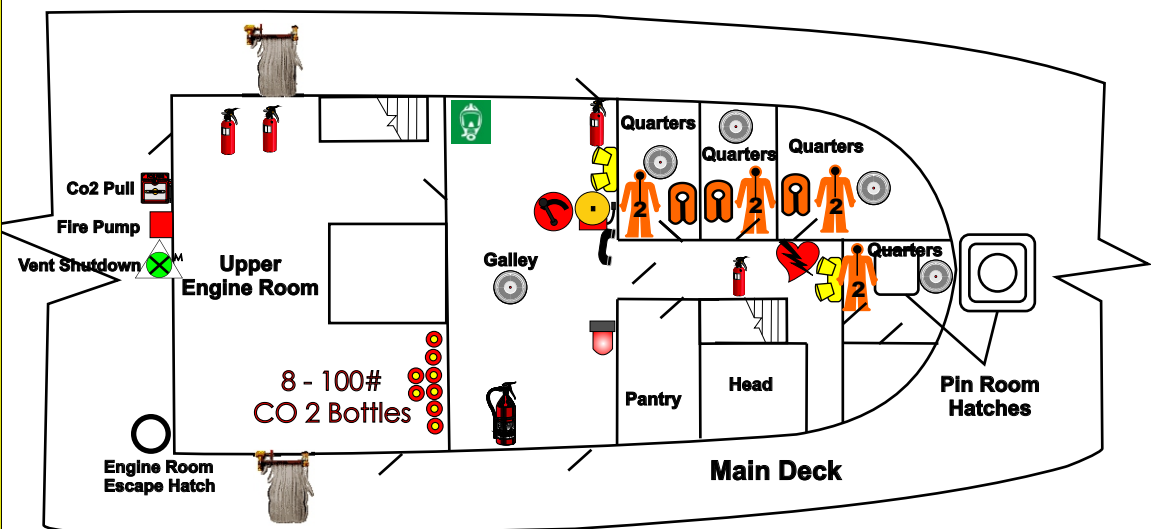 Quarters
Quarters
Quarters
Co2 Pull
2
2
2
Fire Pump
Vent Shutdown
M
Upper
Engine Room
Galley
Quarters
2
8 - 100#
CO 2 Bottles
Pantry
Head
Pin Room
Hatches
Engine Room
Escape Hatch
Main Deck